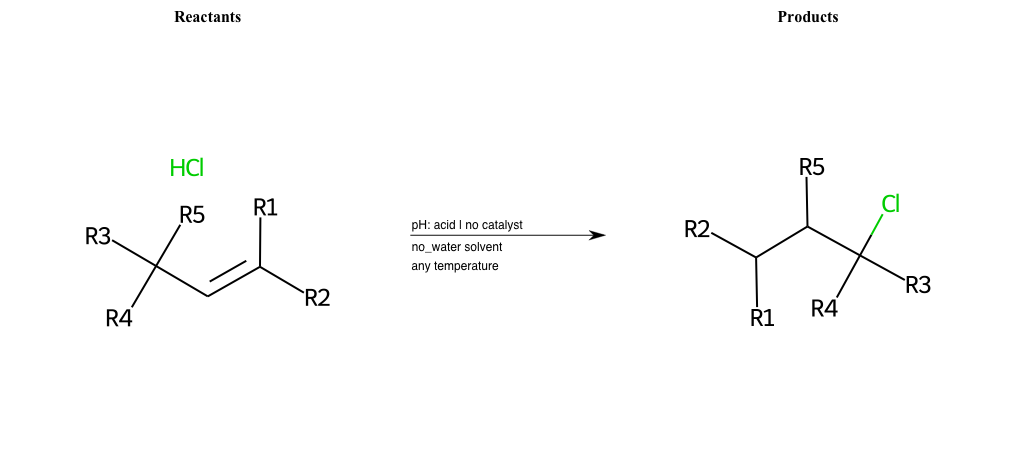 Reactants
Products
HCl
R5
R1
R3
R4
R2
pH: acid | no catalyst
no_water solvent
any temperature
R5
Cl
R2
R3
R4
R1